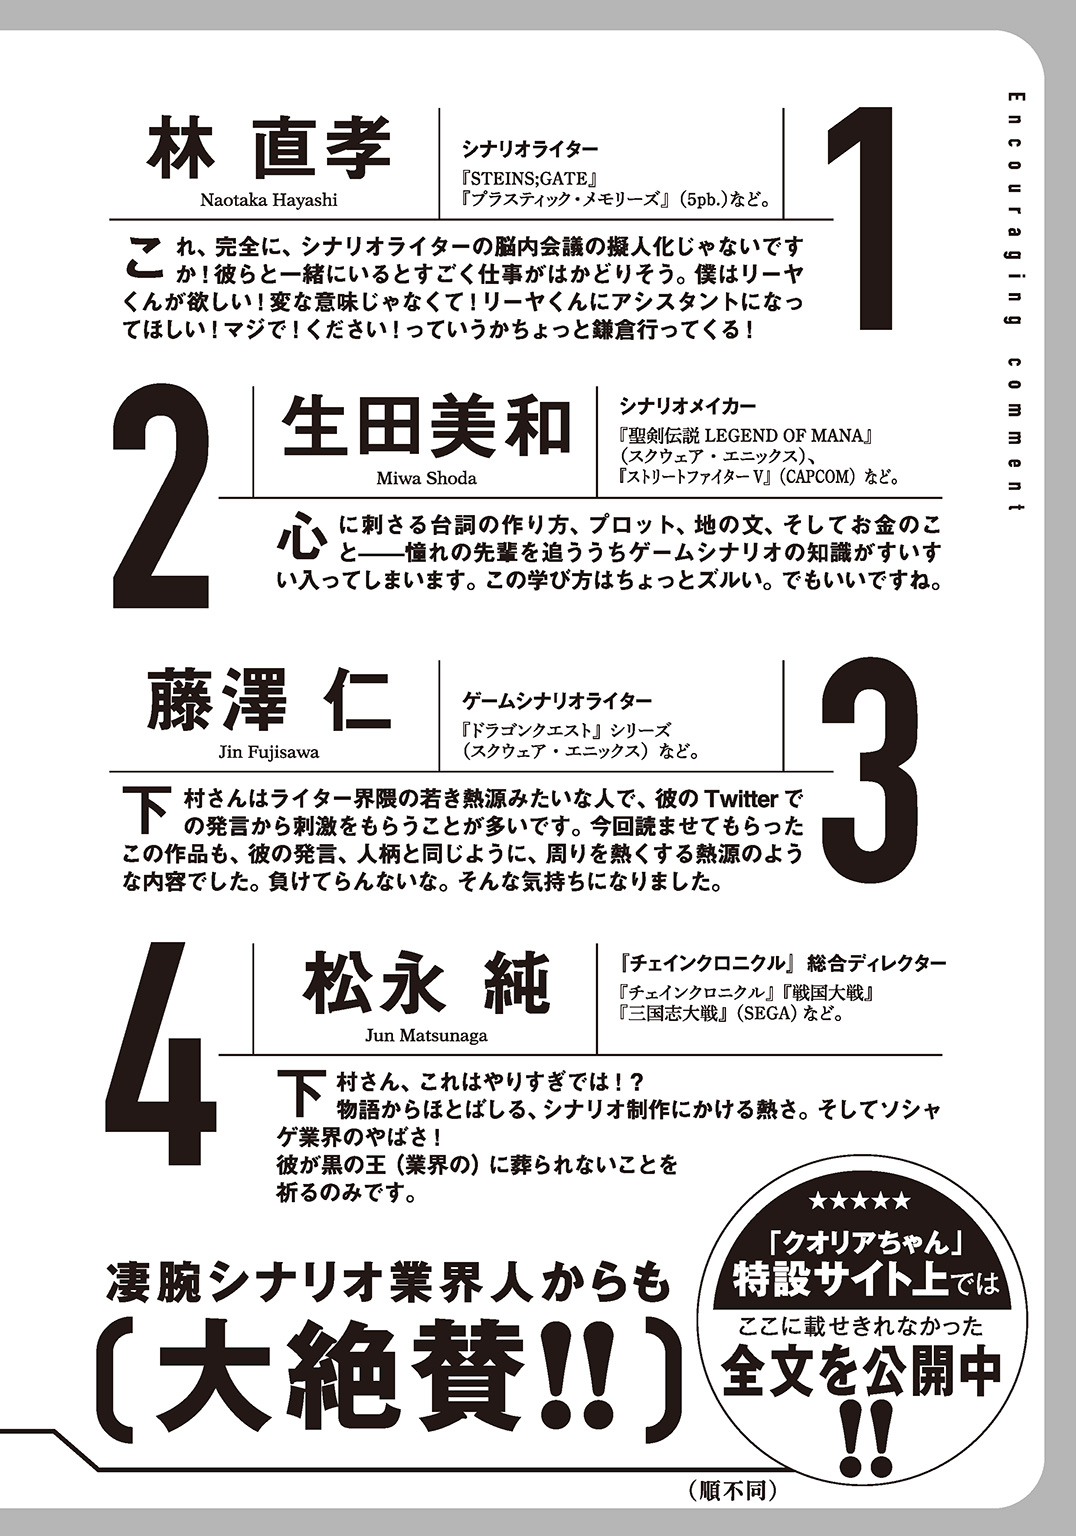 Encouraging comment
1
林 直孝
Naotaka Hayashi
シナリオライター
『STEINS;GATE』
『プラスティック・メモリーズ』（5pb.）など。
これ、完全に、シナリオライターの脳内会議の擬人化じゃないです
か！彼らと一緒にいるとすごく仕事がはかどりそう。僕はリーヤ
くんが欲しい！変な意味じゃなくて！リーヤくんにアシスタントになっ
てほしい！マジで！ください！っていうかちょっと鎌倉行ってくる！
2
生田美和
Miwa Shoda
シナリオメイカー
『聖剣伝説 LEGEND OF MANA』
（スクウェア・エニックス）、
『ストリートファイターV』（CAPCOM）など。
心に刺さる台詞の作り方、プロット、地の文、そしてお金のこ
と――憧れの先輩を追ううちゲームシナリオの知識がすいす
い入ってしまいます。この学び方はちょっとズルい。でもいいですね。
3
藤澤 仁
Jin Fujisawa
ゲームシナリオライター
『ドラゴンクエスト』シリーズ
（スクウェア・エニックス）など。
下村さんはライター界隈の若き熱源みたいな人で、彼のTwitterで
の発言から刺激をもらうことが多いです。今回読ませてもらった
この作品も、彼の発言、人柄と同じように、周りを熱くする熱源のよう
な内容でした。負けてらんないな。そんな気持ちになりました。
4
松永 純
Jun Matsunaga
『チェインクロニクル』総合ディレクター
『チェインクロニクル』『戦国大戦』
『三国志大戦』（SEGA）など。
下村さん、これはやりすぎでは！？
物語からほとばしる、シナリオ制作にかける熱さ。そしてソシャ
ゲ業界のやばさ！
彼が黒の王（業界の）に葬られないことを
祈るのみです。
凄腕シナリオ業界人からも
（大絶賛!!）
★★★★★
「クオリアちゃん」
特設サイト上では
ここに載せきれなかった
全文を公開中
!!
（順不同）